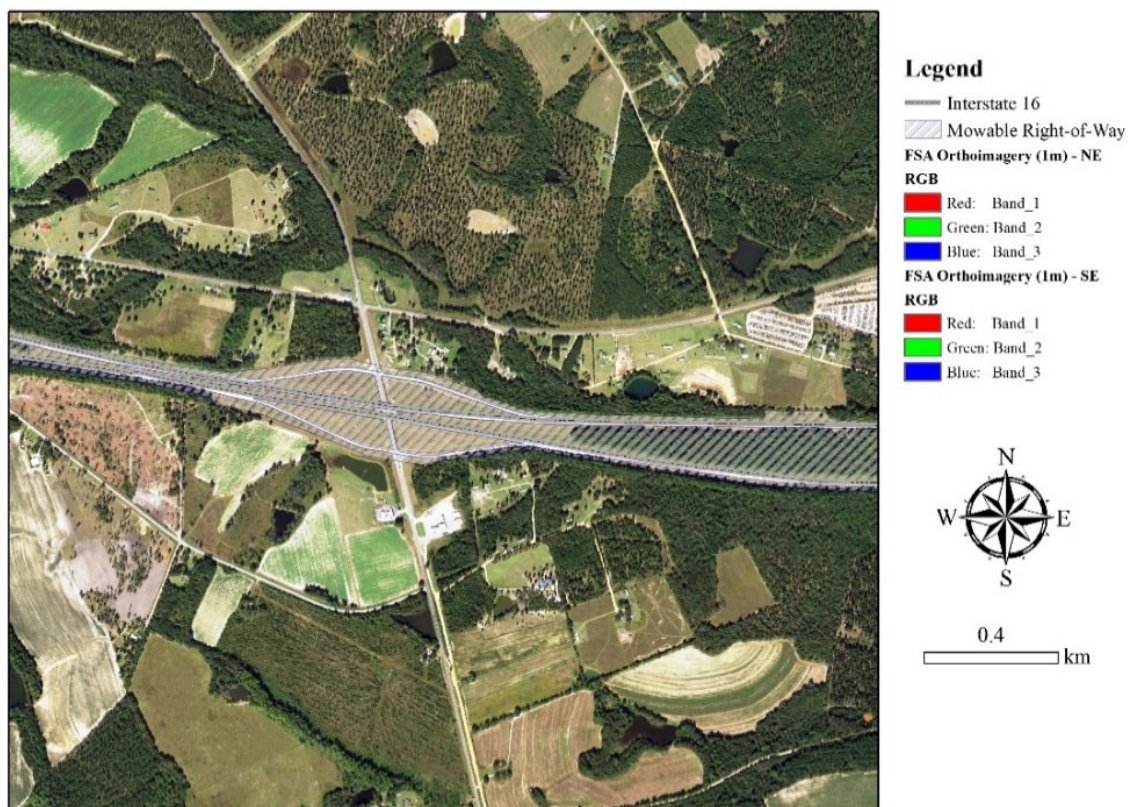 Legend
Interstate 16
Mowable Right-of-Way
FSA Orthoimagery (1m) - NE
RGB
Red: Band_1
Green: Band_2
Blue: Band_3
FSA Orthoimagery (1m) - SE
RGB
Red: Band_1
Green: Band_2
Blue: Band_3
N
W E
S
0.4
km